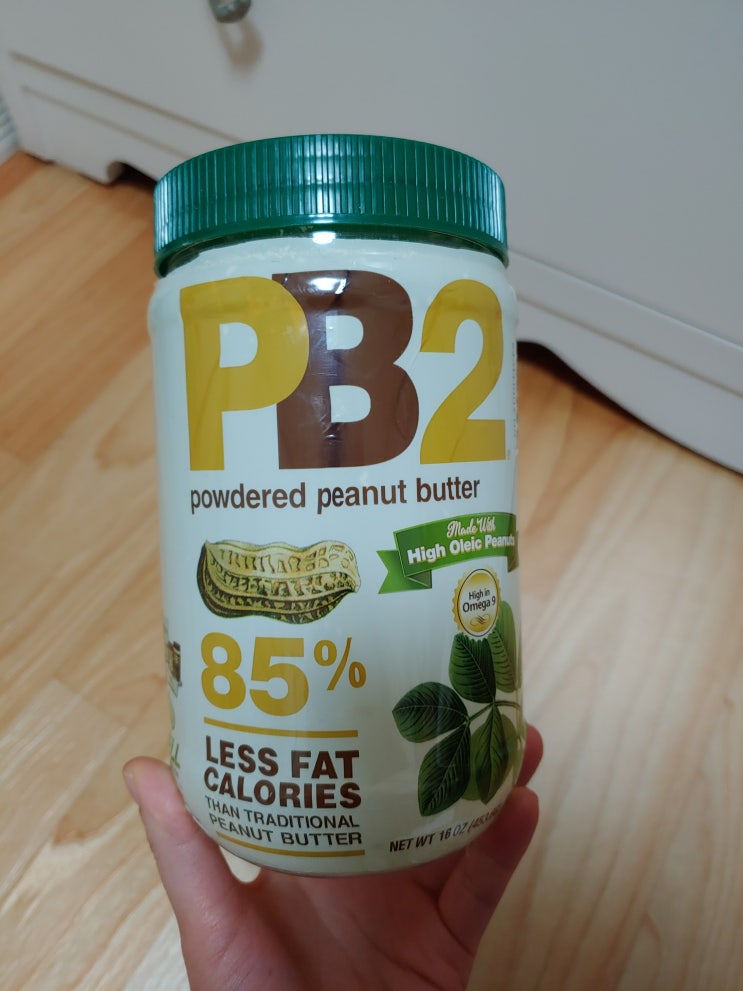 PB2
powdered peanut butter
Made With
High Oleic Peanuts
High in
Omega 9
85%
LESS FAT
CALORIES
THAN TRADITIONAL
PEANUT BUTTER
NET WT 16 OZ